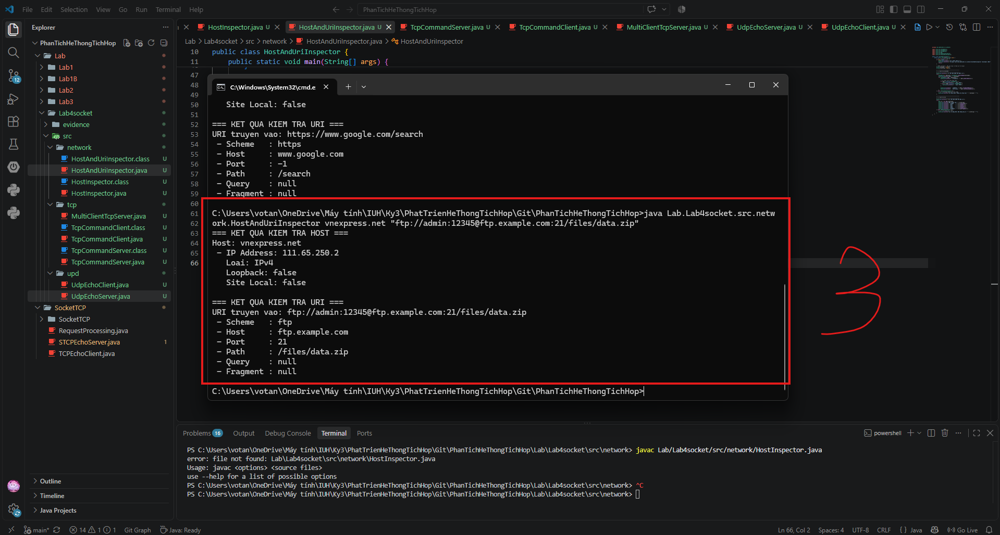 File Edit Selection View Go Run Terminal Help
PhanTichHeThongTichHop
Explorer
PhanTichHeThongTichHop
Lab
Lab1
Lab1B
Lab2
Lab3
Lab4socket
evidence
src
network
HostAndUriInspector.class U
HostAndUriInspector.java U
HostInspector.class U
HostInspector.java U
tcp
MultiClientTcpServer.java U
TcpCommandClient.class U
TcpCommandClient.java U
TcpCommandServer.class U
TcpCommandServer.java U
upd
UdpEchoClient.java U
UdpEchoServer.java U
SocketTCP
SocketTCP
RequestProcessing.java
STCPEchoServer.java 1
TCPEchoClient.java
Outline
Timeline
Java Projects
12
HostInspector.java U
HostAndUriInspector.java U
TcpCommandServer.java U
TcpCommandClient.java U
MultiClientTcpServer.java U
UdpEchoServer.java U
UdpEchoClient.java U
Lab > Lab4socket > src > network > HostAndUriInspector.java > HostAndUriInspector
10 public class HostAndUriInspector {
11 public static void main(String[] args) {
47
48
49
50
51
52
53
54
55
56
57
58
59
60
61
62
63
64
65
66
C:\Windows\System32\cmd.e
Site Local: false
=== KET QUA KIEM TRA URI ===
URI truyen vao: https://www.google.com/search
- Scheme : https
- Host : www.google.com
- Port : -1
- Path : /search
- Query : null
- Fragment : null
C:\Users\votan\OneDrive\Máy tính\IUH\Ky3\PhatTrienHeThongTichHop\Git\PhanTichHeThongTichHop>java Lab.Lab4socket.src.netw
ork.HostAndUriInspector vnexpress.net "ftp://admin:12345@ftp.example.com:21/files/data.zip"
=== KET QUA KIEM TRA HOST ===
Host: vnexpress.net
- IP Address: 111.65.250.2
Loai: IPv4
Loopback: false
Site Local: false
=== KET QUA KIEM TRA URI ===
URI truyen vao: ftp://admin:12345@ftp.example.com:21/files/data.zip
- Scheme : ftp
- Host : ftp.example.com
- Port : 21
- Path : /files/data.zip
- Query : null
- Fragment : null
C:\Users\votan\OneDrive\Máy tính\IUH\Ky3\PhatTrienHeThongTichHop\Git\PhanTichHeThongTichHop>
3
Problems 16 Output Debug Console Terminal Ports
powershell
PS C:\Users\votan\OneDrive\Máy tính\IUH\Ky3\PhatTrienHeThongTichHop\Git\PhanTichHeThongTichHop\Lab\Lab4socket\src\network> javac Lab/Lab4socket/src/network/HostInspector.java
error: file not found: Lab\Lab4socket\src\network\HostInspector.java
Usage: javac <options> <source files>
use --help for a list of possible options
PS C:\Users\votan\OneDrive\Máy tính\IUH\Ky3\PhatTrienHeThongTichHop\Git\PhanTichHeThongTichHop\Lab\Lab4socket\src\network> ^C
PS C:\Users\votan\OneDrive\Máy tính\IUH\Ky3\PhatTrienHeThongTichHop\Git\PhanTichHeThongTichHop\Lab\Lab4socket\src\network>
main* 14 1 1 Git Graph Java: Ready
Ln 66, Col 2 Spaces: 4 UTF-8 CRLF { } Java Go Live